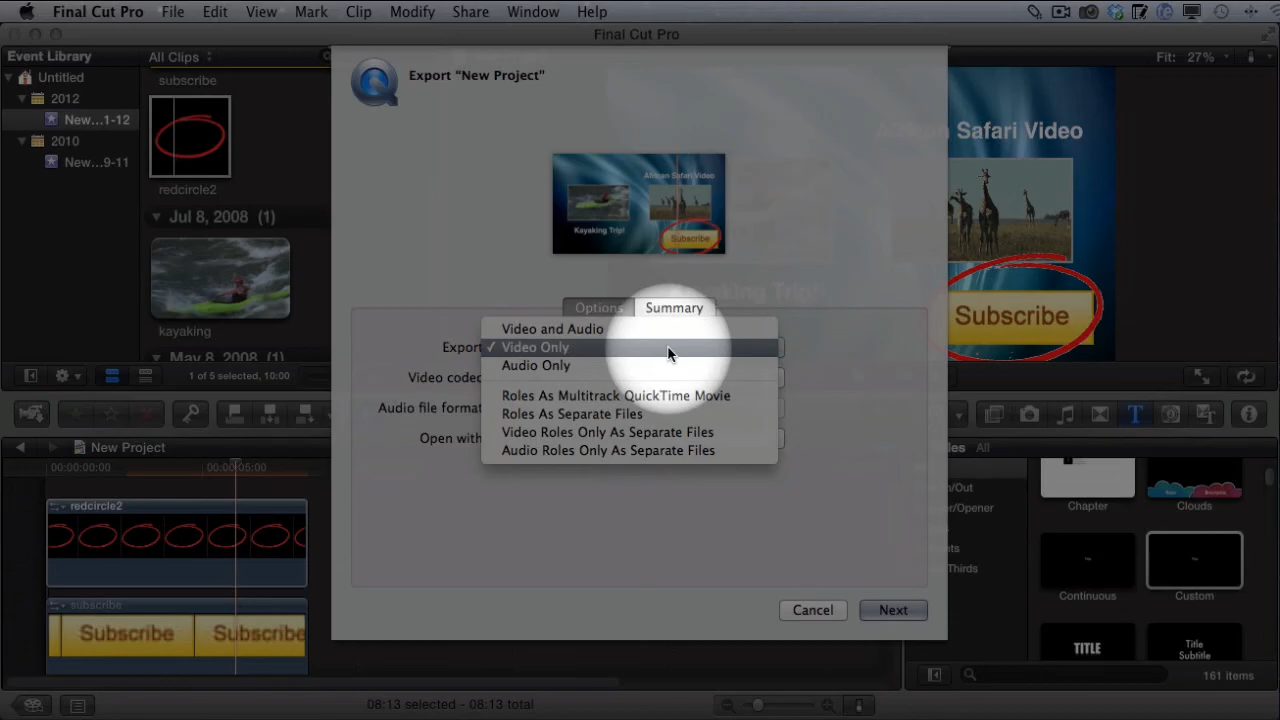 Final Cut Pro File Edit View Mark Clip Modify Share Window Help
Final Cut Pro
Event Library
All Clips
Fit: 27%
Untitled
subscribe
2012
New...1-12
2010
New...9-11
redcircle2
Jul 8, 2008 (1)
kayaking
May 8, 2008 (1)
1 of 5 selected, 10:00
Export "New Project"
African Safari Video
Kayaking Trip!
Subscribe
Safari Video
Subscribe
Options
Summary
Export
Video and Audio
✓ Video Only
Audio Only
Roles As Multitrack QuickTime Movie
Roles As Separate Files
Video Roles Only As Separate Files
Audio Roles Only As Separate Files
Video codec
Audio file format
Open with
Cancel
Next
New Project
00:00:00:00
00:00:05:00
redcircle2
subscribe
Subscribe
Subscribe
All
Chapter
Clouds
Continuous
Custom
TITLE
Title
Subtitle
161 items
08:13 selected - 08:13 total